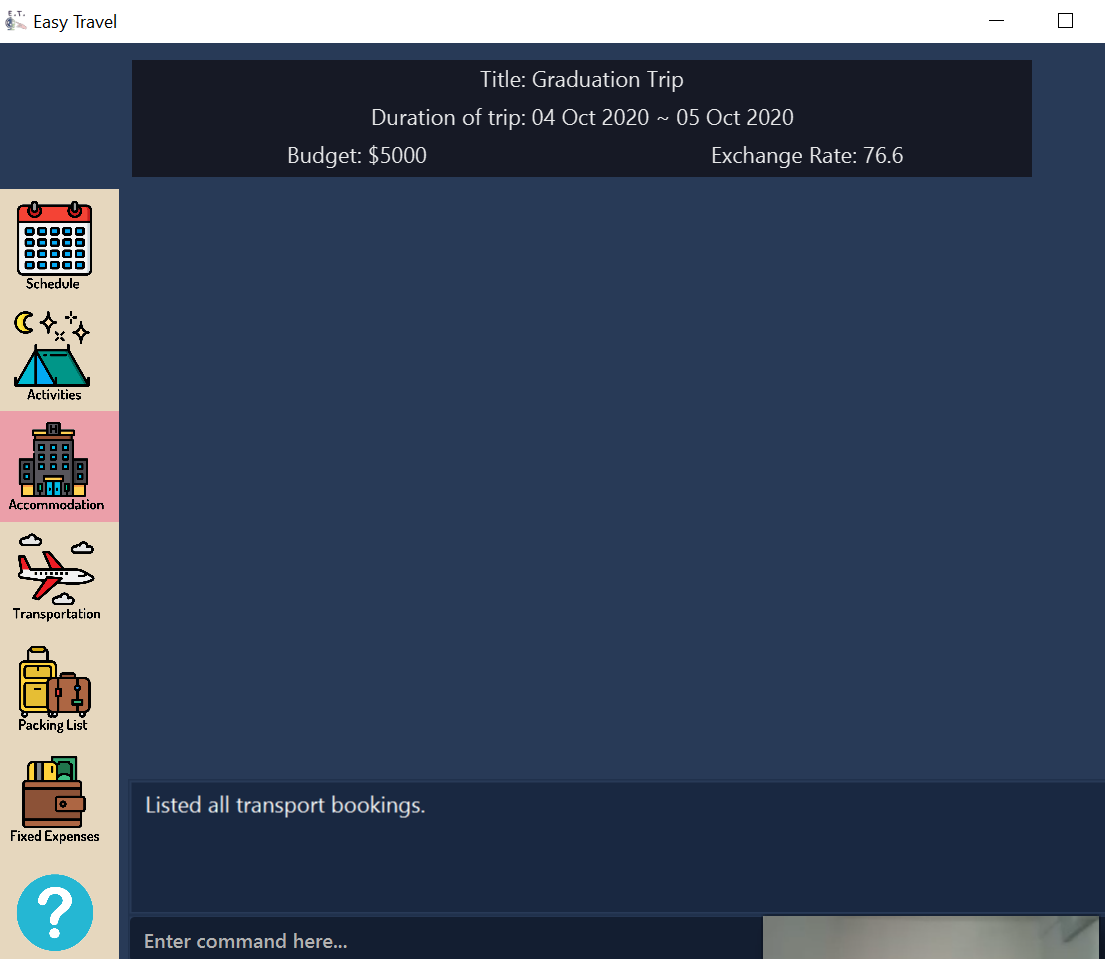 E.T.
Easy Travel
Title: Graduation Trip
Duration of trip: 04 Oct 2020 ~ 05 Oct 2020
Budget: $5000
Exchange Rate: 76.6
Schedule
Activities
H
Accommodation
Transportation
Packing List
Fixed Expenses
?
Listed all transport bookings.
Enter command here...